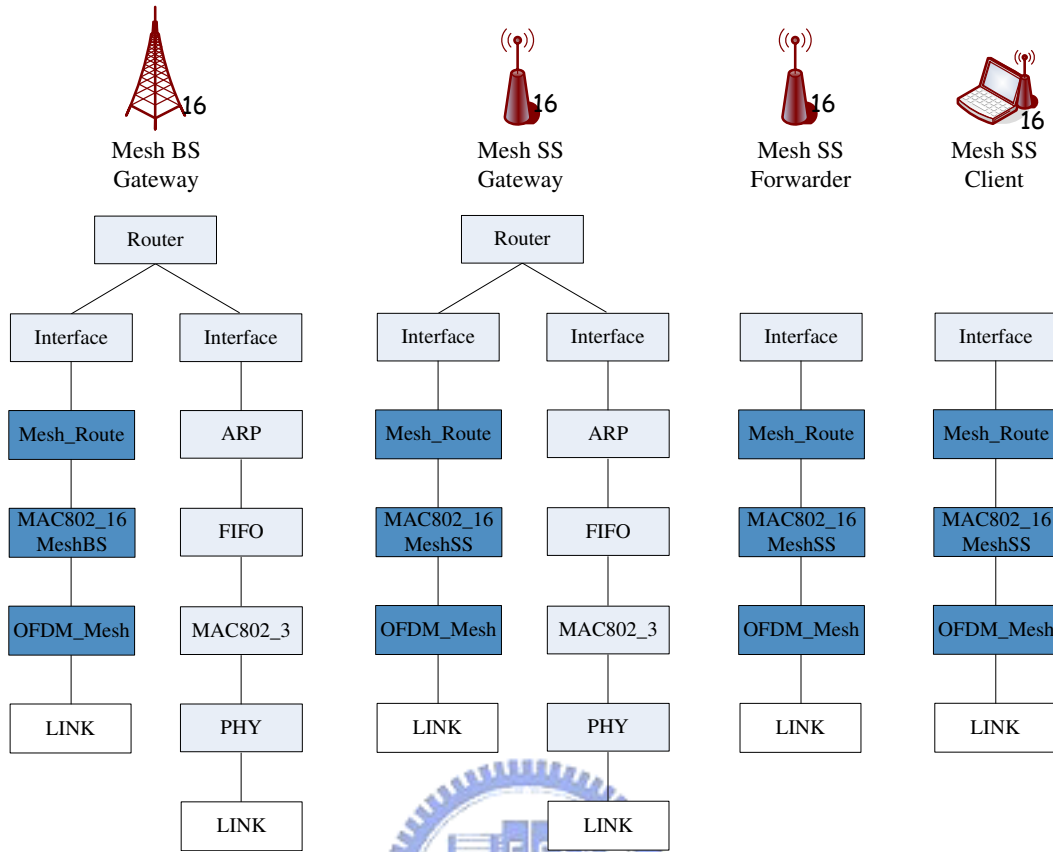 16
16
16
16
Mesh BS
Gateway
Mesh SS
Gateway
Mesh SS
Forwarder
Mesh SS
Client
Router
Router
Interface
Interface
Interface
Interface
Interface
Interface
Mesh_Route
ARP
Mesh_Route
ARP
Mesh_Route
Mesh_Route
MAC802_16
MeshBS
FIFO
MAC802_16
MeshSS
FIFO
MAC802_16
MeshSS
MAC802_16
MeshSS
OFDM_Mesh
MAC802_3
OFDM_Mesh
MAC802_3
OFDM_Mesh
OFDM_Mesh
LINK
PHY
LINK
PHY
LINK
LINK
LINK
LINK